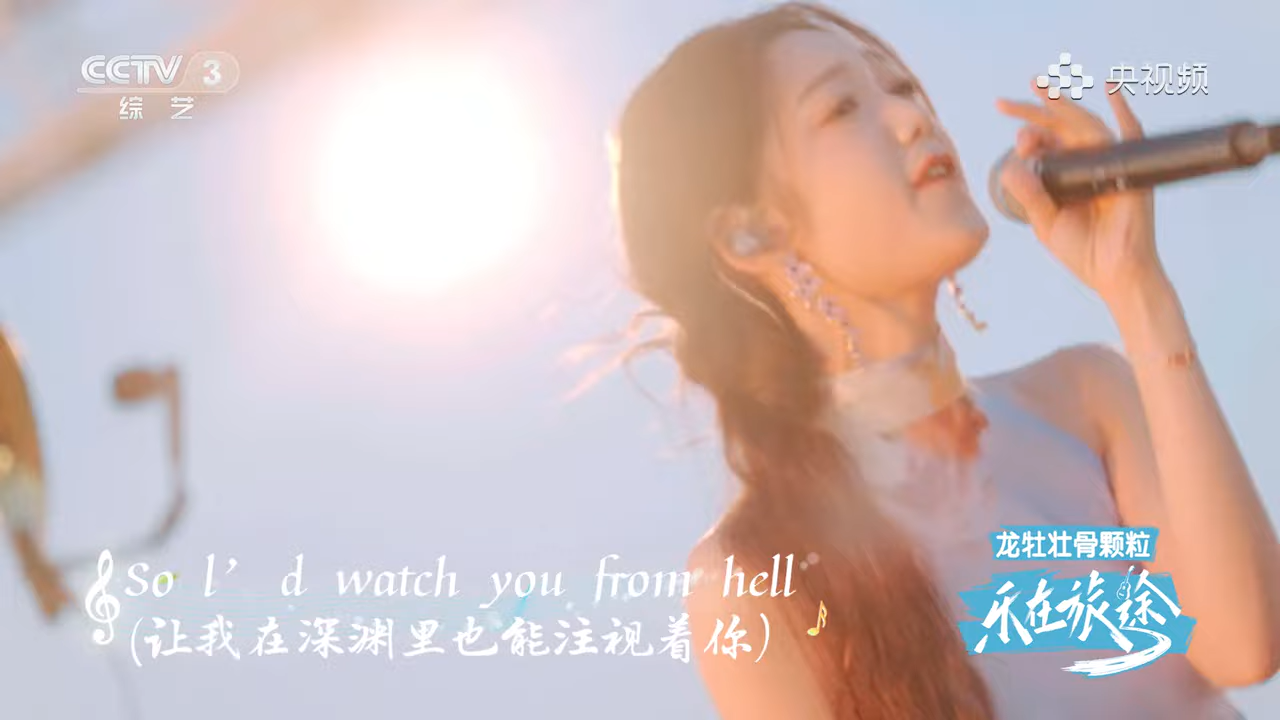 CCTV 3
综艺
央视频
So l’d watch you from hell
(让我在深渊里也能注视着你)
龙牡壮骨颗粒
乐在旅途